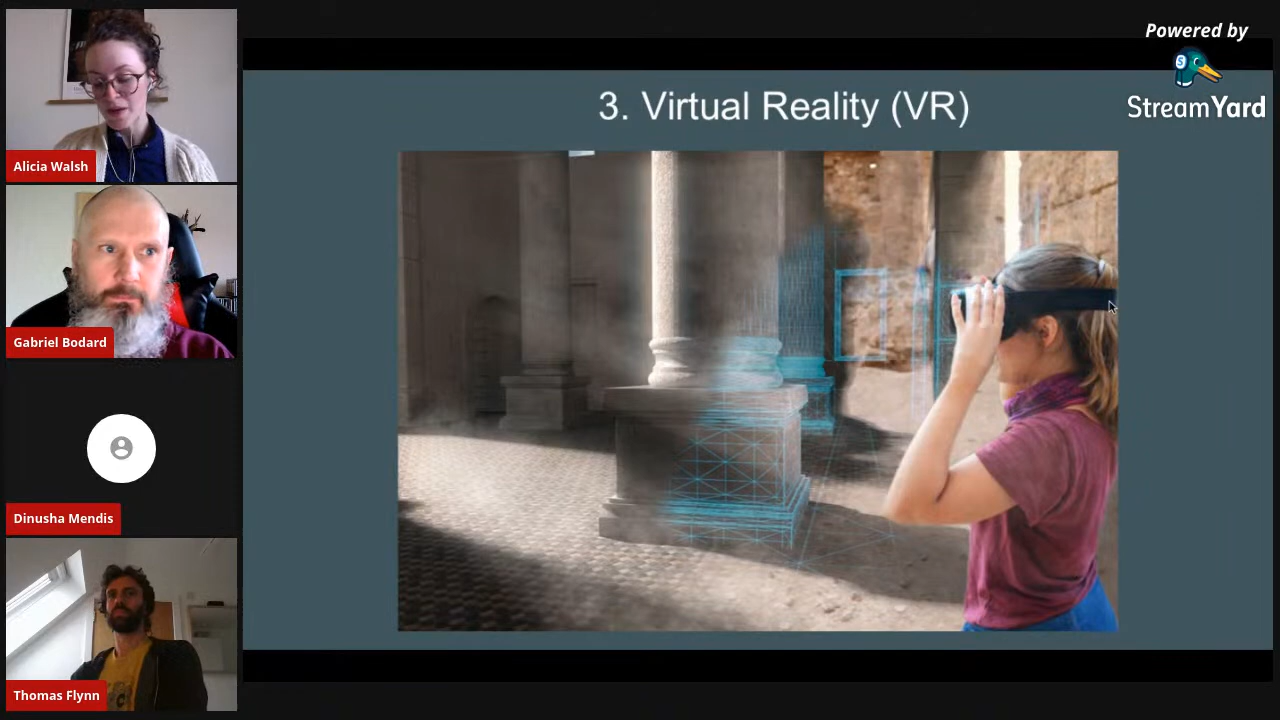 Powered by
StreamYard
3. Virtual Reality (VR)
Alicia Walsh
Gabriel Bodard
Dinusha Mendis
Thomas Flynn